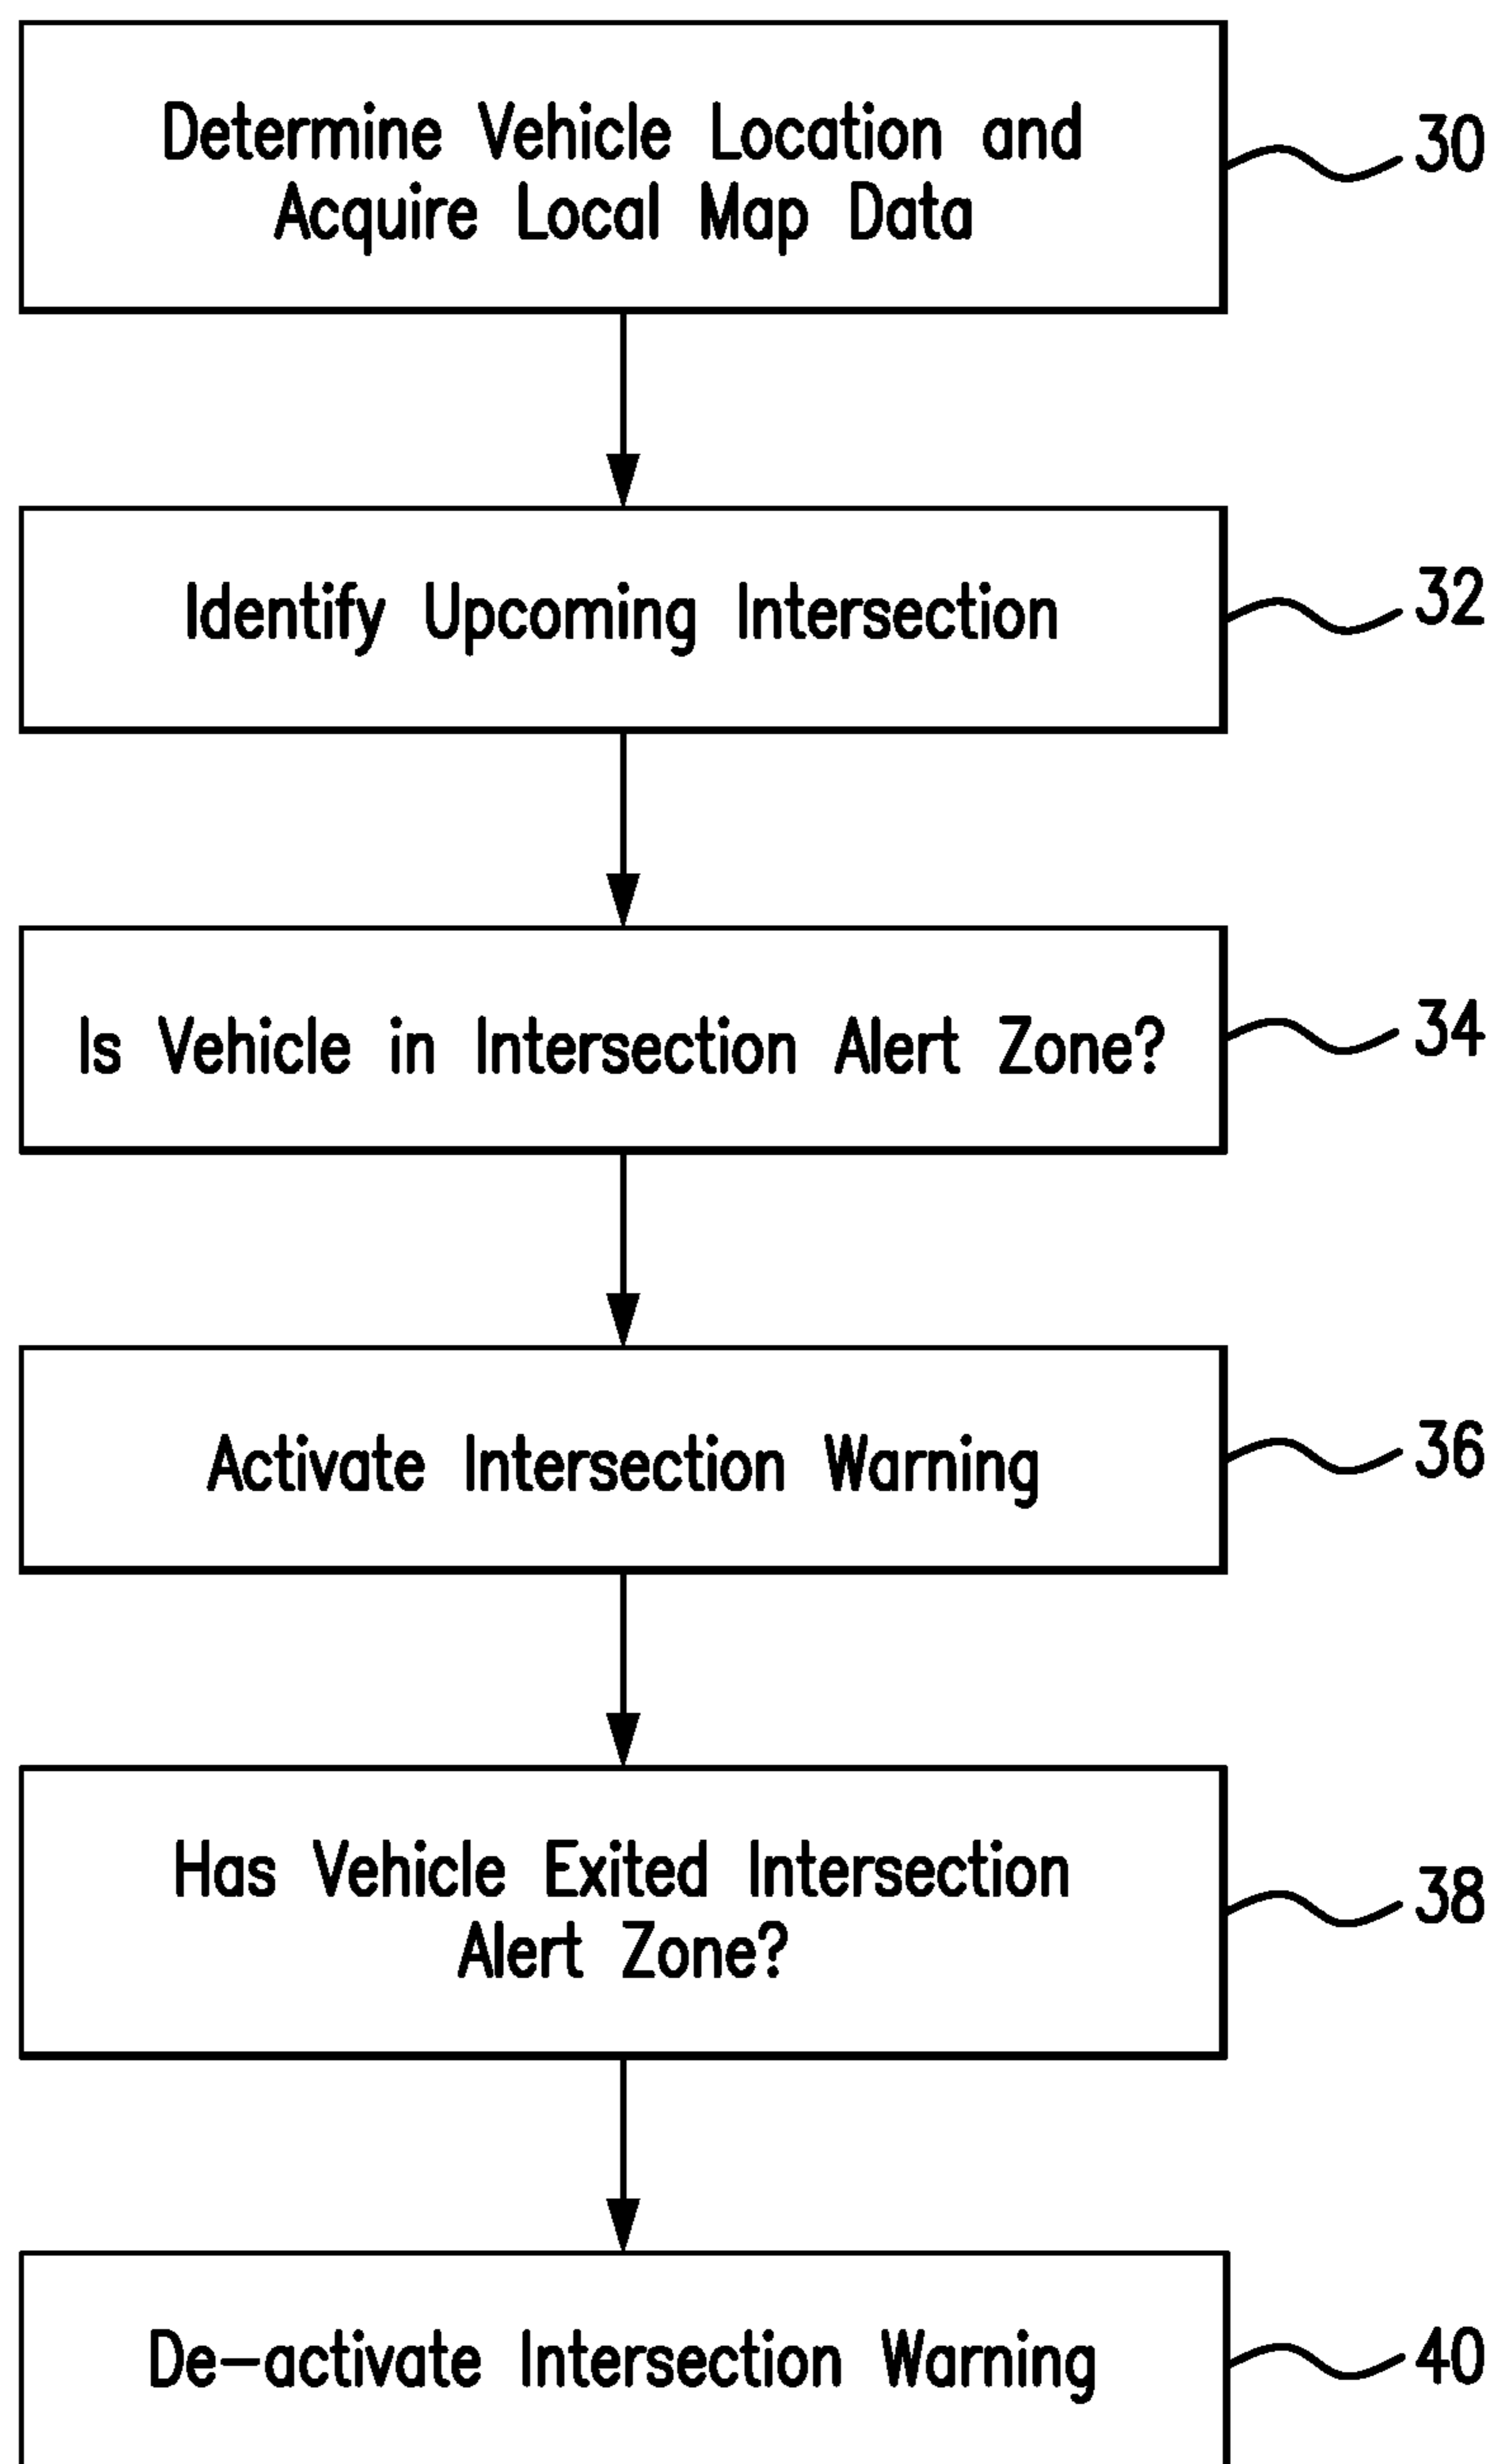 Determine Vehicle Location and
Acquire Local Map Data
30
Identify Upcoming Intersection
32
Is Vehicle in Intersection Alert Zone?
34
Activate Intersection Warning
36
Has Vehicle Exited Intersection
Alert Zone?
38
De-activate Intersection Warning
40